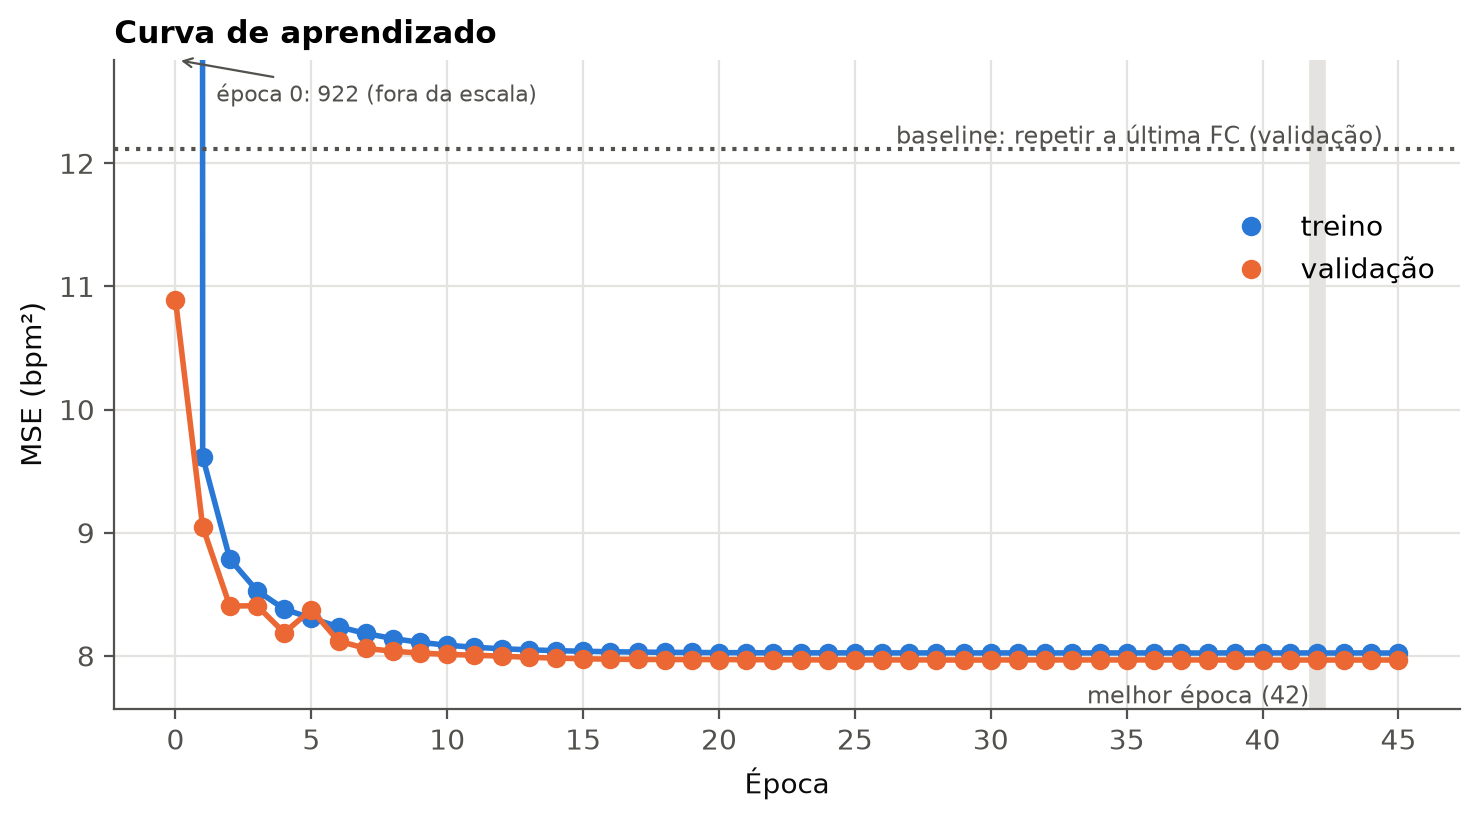 Curva de aprendizado
época 0: 922 (fora da escala)
baseline: repetir a última FC (validação)
treino
validação
melhor época (42)
MSE (bpm²)
12
11
10
9
8
0 5 10 15 20 25 30 35 40 45
Época